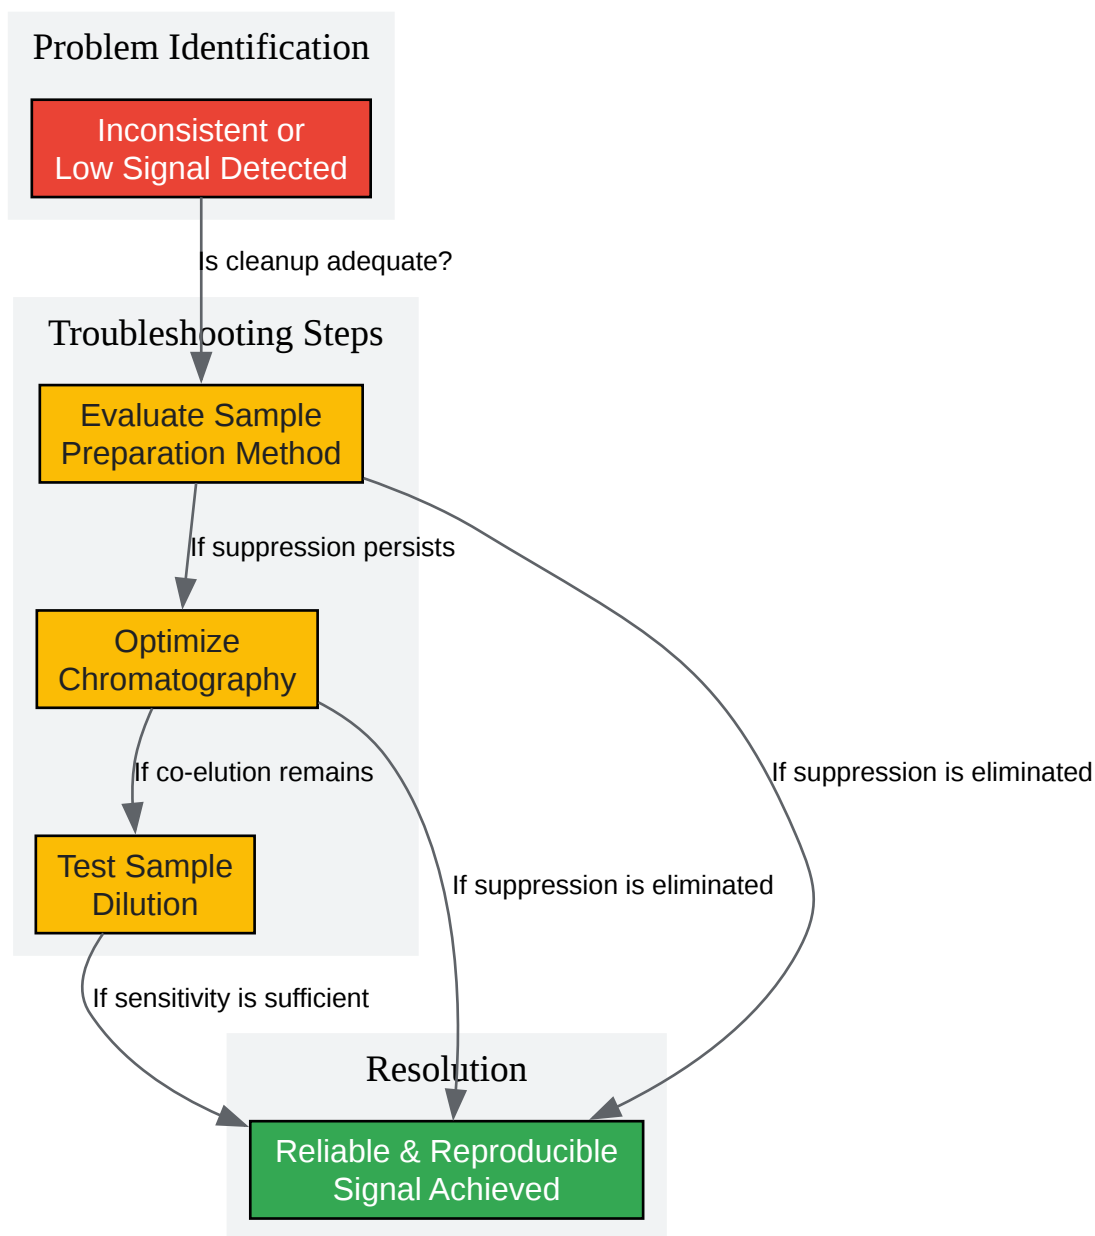 Problem Identification
Inconsistent or
Low Signal Detected
Is cleanup adequate?
Troubleshooting Steps
Evaluate Sample
Preparation Method
If suppression persists
Optimize
Chromatography
If co-elution remains
If suppression is eliminated
Test Sample
Dilution
If suppression is eliminated
If sensitivity is sufficient
Resolution
Reliable & Reproducible
Signal Achieved